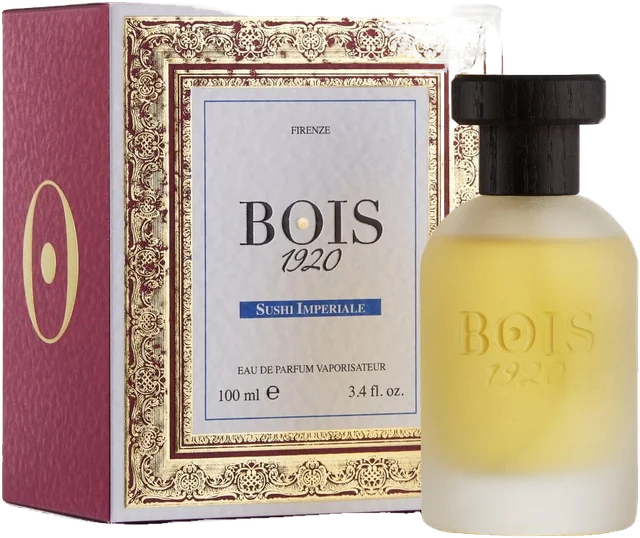 FIRENZE
BOIS
1920
SUSHI IMPERIALE
EAU DE PARFUM VAPORISATEUR
100 ml ℮ 3.4 fl. oz.
BOIS
1920